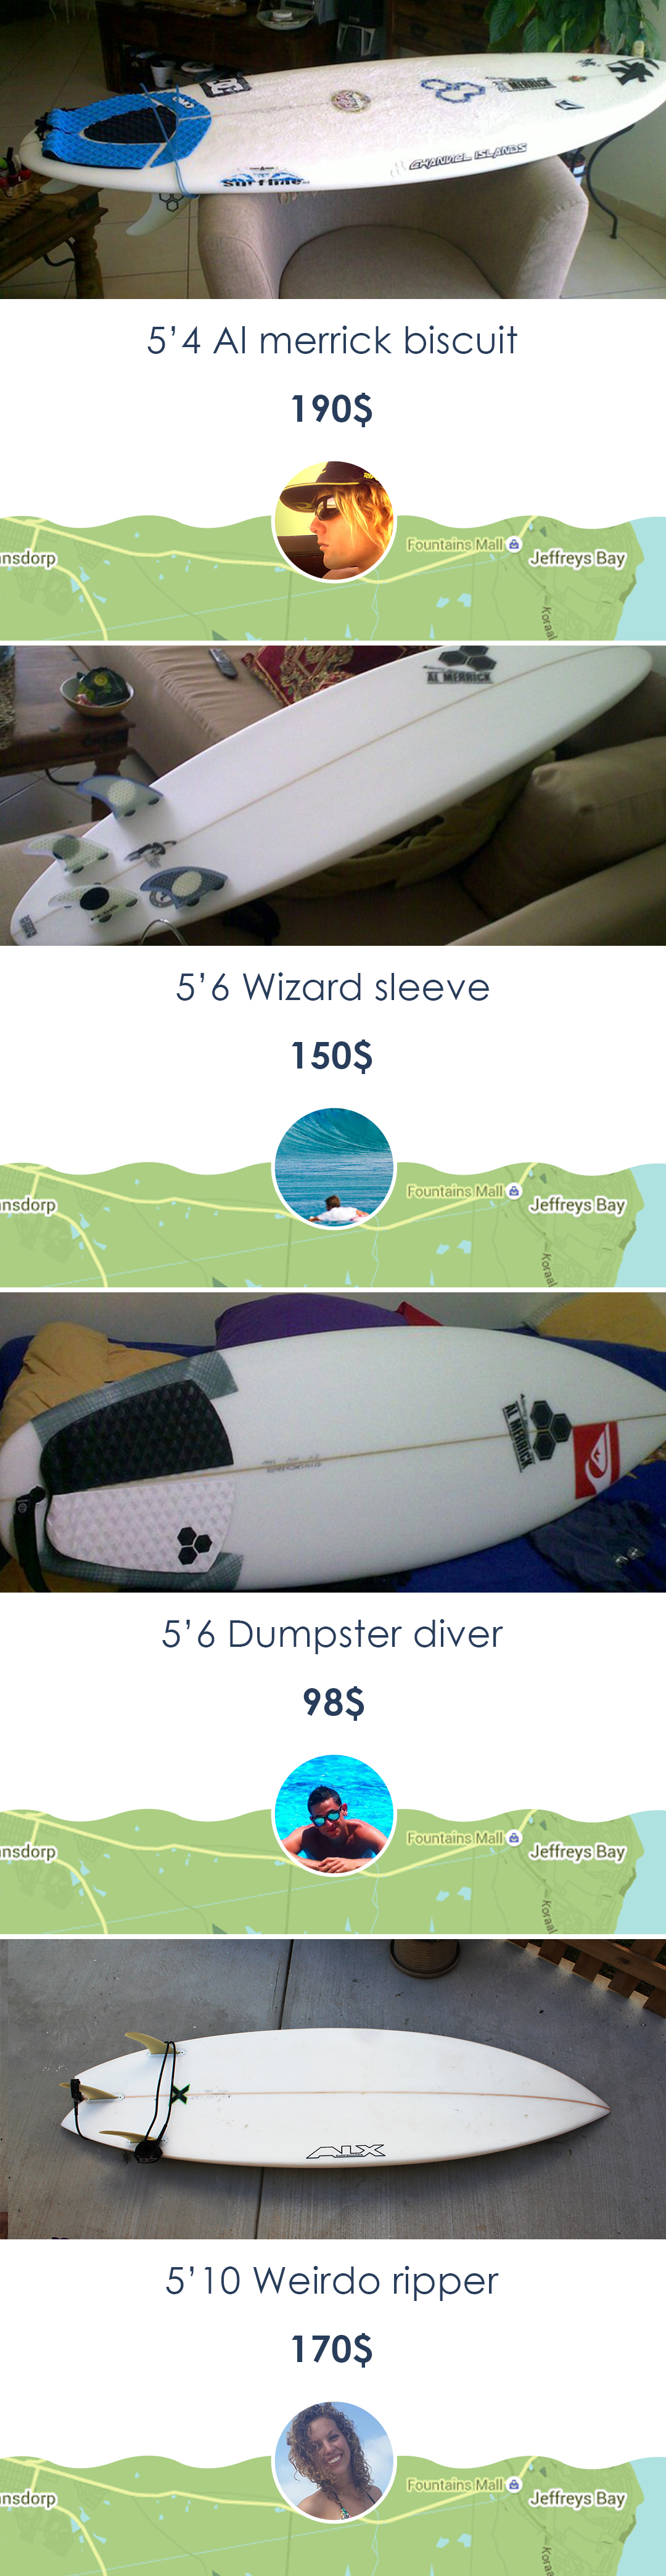 AL MERRICK
CHANNEL ISLANDS
Surftime
5’4 Al merrick biscuit
190$
Fountains Mall
nsdorp
Jeffreys Bay
Koraal
AL MERRICK
5’6 Wizard sleeve
150$
Fountains Mall
nsdorp
Jeffreys Bay
Koraal
AL MERRICK
5’6 Dumpster diver
98$
Fountains Mall
nsdorp
Jeffreys Bay
Koraal
ALX
5’10 Weirdo ripper
170$
Fountains Mall
nsdorp
Jeffreys Bay
Koraal